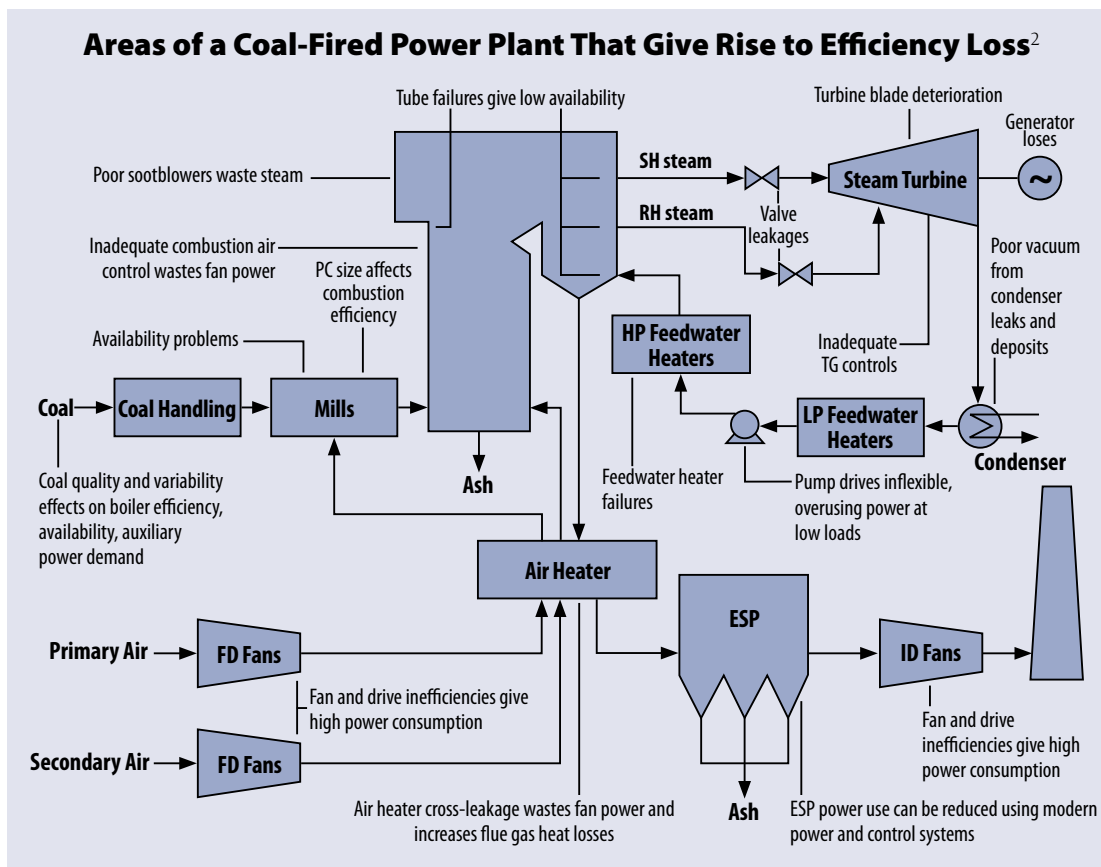 Areas of a Coal-Fired Power Plant That Give Rise to Efficiency Loss2
Tube failures give low availability
Turbine blade deterioration
Generator
loses
Poor sootblowers waste steam
SH steam
Steam Turbine
~
RH steam
Valve
leakages
Inadequate combustion air
control wastes fan power
PC size affects
combustion
efficiency
Poor vacuum
from
condenser
leaks and
deposits
Availability problems
HP Feedwater
Heaters
Inadequate
TG controls
Coal
Coal Handling
Mills
LP Feedwater
Heaters
Condenser
Coal quality and variability
effects on boiler efficiency,
availability, auxiliary
power demand
Ash
Feedwater heater
failures
Pump drives inflexible,
overusing power at
low loads
Air Heater
ESP
Primary Air
FD Fans
ID Fans
Fan and drive inefficiencies give
high power consumption
Secondary Air
FD Fans
Fan and drive
inefficiencies give high
power consumption
Air heater cross-leakage wastes fan power and
increases flue gas heat losses
Ash
ESP power use can be reduced using modern
power and control systems